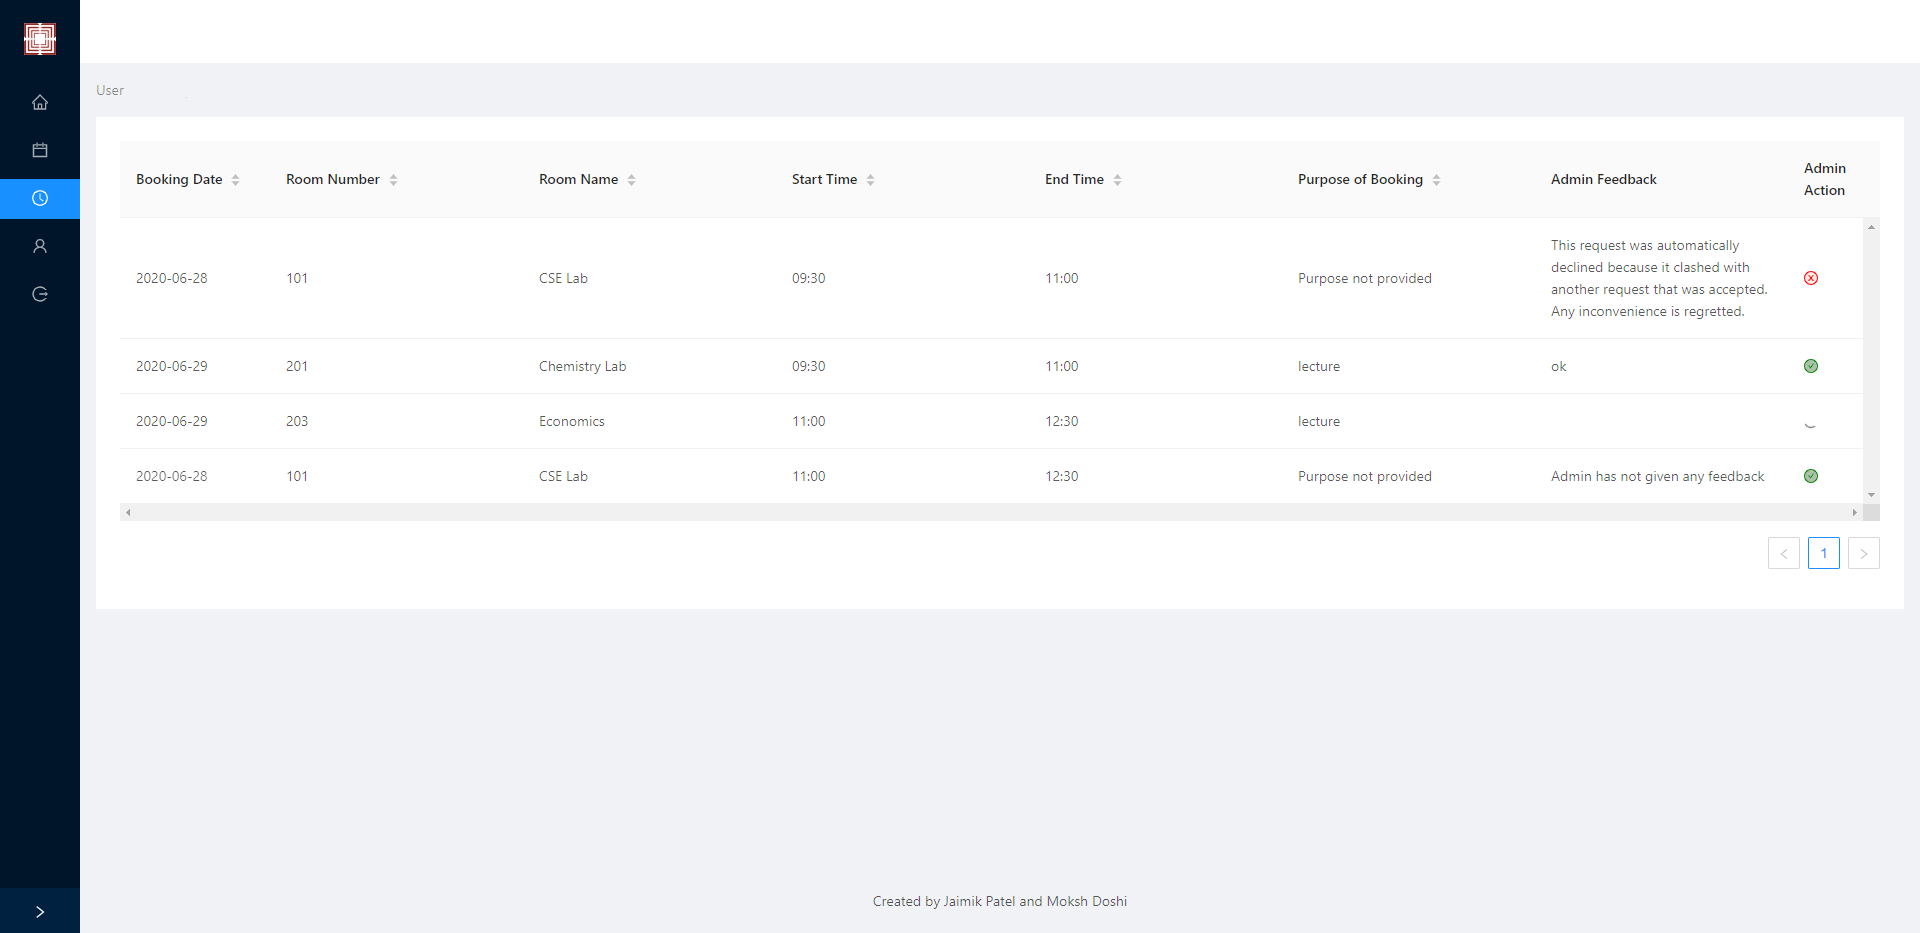 User
Booking Date Room Number Room Name Start Time End Time Purpose of Booking Admin Feedback Admin
Action
2020-06-28 101 CSE Lab 09:30 11:00 Purpose not provided This request was automatically
declined because it clashed with
another request that was accepted.
Any inconvenience is regretted.
2020-06-29 201 Chemistry Lab 09:30 11:00 lecture ok
2020-06-29 203 Economics 11:00 12:30 lecture
2020-06-28 101 CSE Lab 11:00 12:30 Purpose not provided Admin has not given any feedback
1
Created by Jaimik Patel and Moksh Doshi